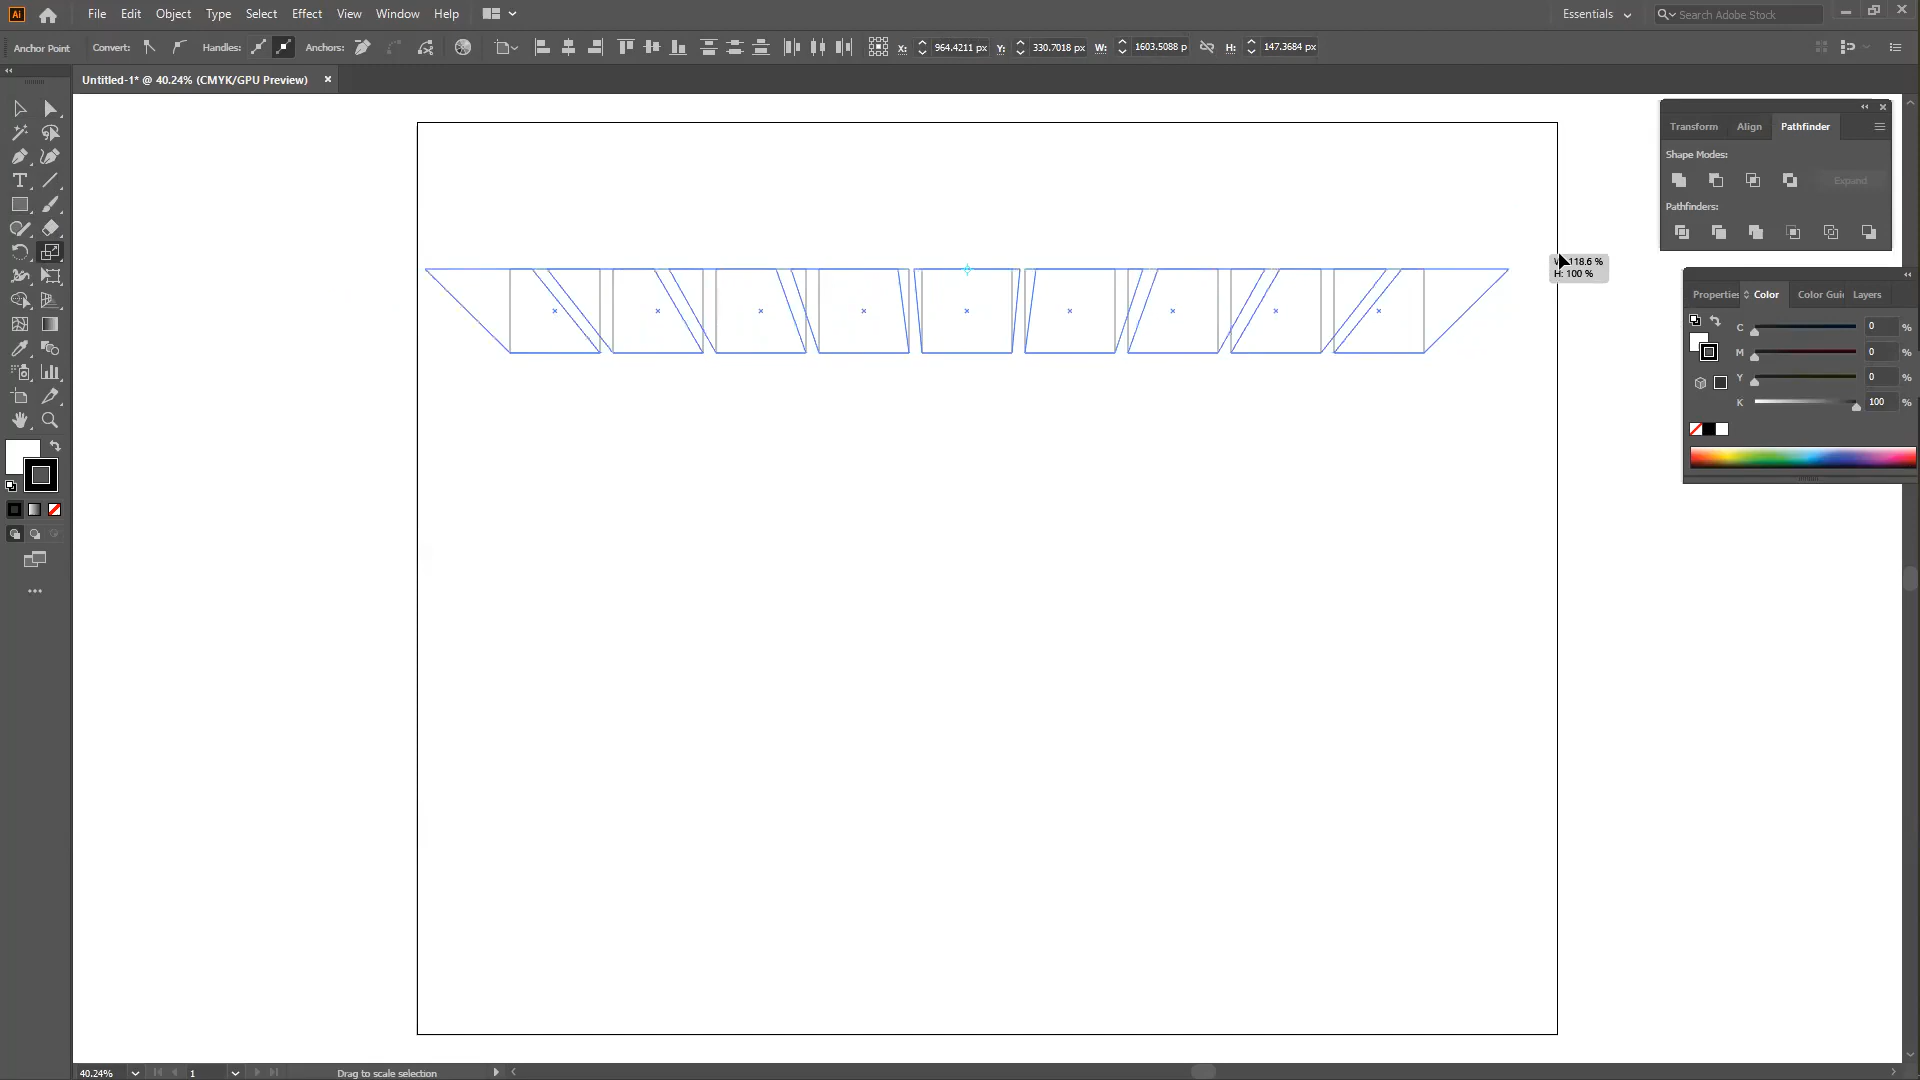 Ai File Edit Object Type Select Effect View Window Help Essentials Search Adobe Stock
Anchor Point Convert: Handles: Anchors: X: 964.4211 px Y: 330.7018 px W: 1603.5088 p H: 147.3684 px
Untitled-1* @ 40.24% (CMYK/GPU Preview) ×
Transform Align Pathfinder
Shape Modes:
Expand
Pathfinders:
118.6 %
H: 100 %
Properties Color Color Gui Layers
C 0 %
M 0 %
Y 0 %
K 100 %
T
40.24% 1 Drag to scale selection